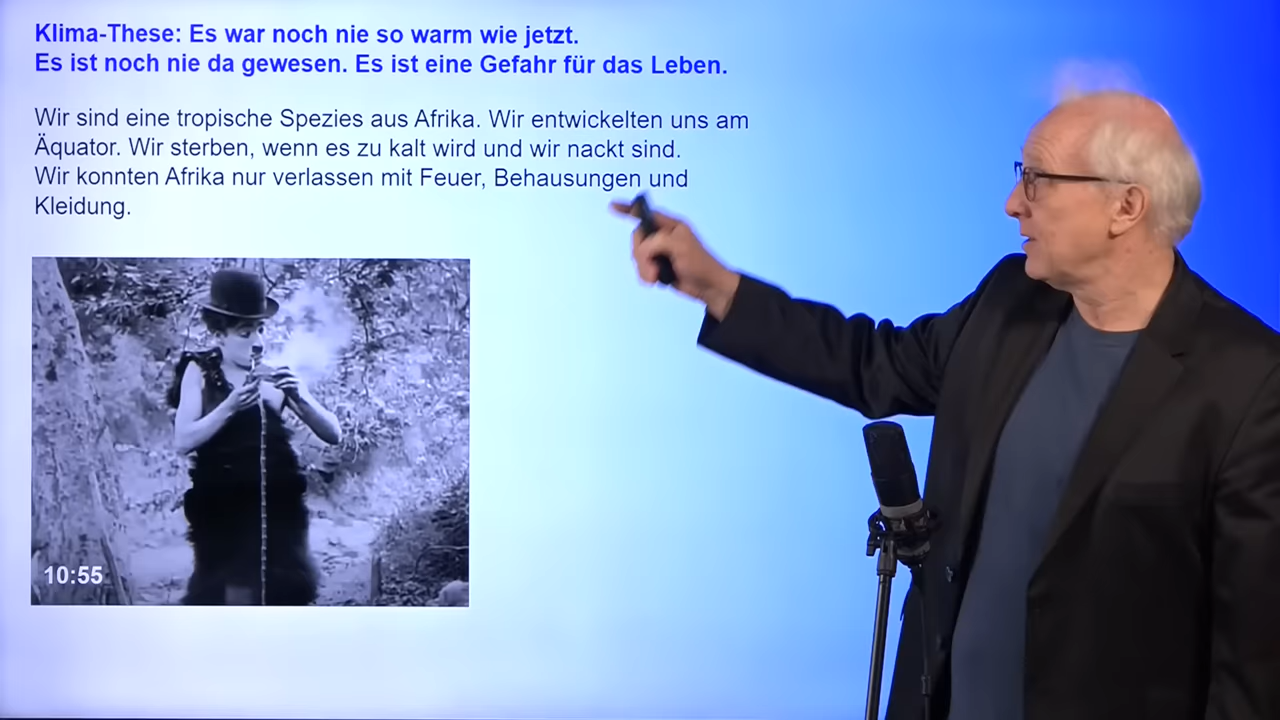 Klima-These: Es war noch nie so warm wie jetzt.
Es ist noch nie da gewesen. Es ist eine Gefahr für das Leben.
Wir sind eine tropische Spezies aus Afrika. Wir entwickelten uns am
Äquator. Wir sterben, wenn es zu kalt wird und wir nackt sind.
Wir konnten Afrika nur verlassen mit Feuer, Behausungen und
Kleidung.
10:55